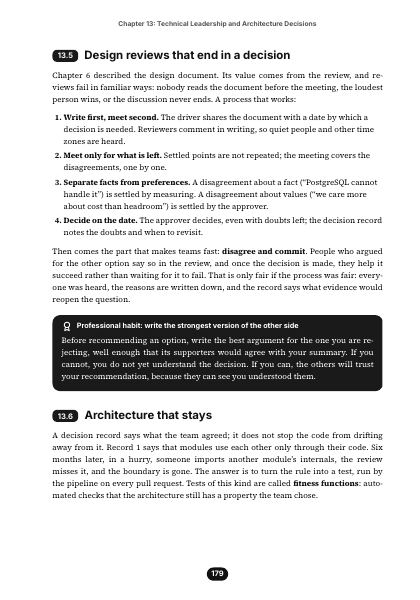 Chapter 13: Technical Leadership and Architecture Decisions
13.5 Design reviews that end in a decision
Chapter 6 described the design document. Its value comes from the review, and re-
views fail in familiar ways: nobody reads the document before the meeting, the loudest
person wins, or the discussion never ends. A process that works:
1. Write first, meet second. The driver shares the document with a date by which a
decision is needed. Reviewers comment in writing, so quiet people and other time
zones are heard.
2. Meet only for what is left. Settled points are not repeated; the meeting covers the
disagreements, one by one.
3. Separate facts from preferences. A disagreement about a fact (“PostgreSQL cannot
handle it”) is settled by measuring. A disagreement about values (“we care more
about cost than headroom”) is settled by the approver.
4. Decide on the date. The approver decides, even with doubts left; the decision record
notes the doubts and when to revisit.
Then comes the part that makes teams fast: disagree and commit. People who argued
for the other option say so in the review, and once the decision is made, they help it
succeed rather than waiting for it to fail. That is only fair if the process was fair: every-
one was heard, the reasons are written down, and the record says what evidence would
reopen the question.
Professional habit: write the strongest version of the other side
Before recommending an option, write the best argument for the one you are re-
jecting, well enough that its supporters would agree with your summary. If you
cannot, you do not yet understand the decision. If you can, the others will trust
your recommendation, because they can see you understood them.
13.6 Architecture that stays
A decision record says what the team agreed; it does not stop the code from drifting
away from it. Record 1 says that modules use each other only through their code. Six
months later, in a hurry, someone imports another module’s internals, the review
misses it, and the boundary is gone. The answer is to turn the rule into a test, run by
the pipeline on every pull request. Tests of this kind are called fitness functions: auto-
mated checks that the architecture still has a property the team chose.
179